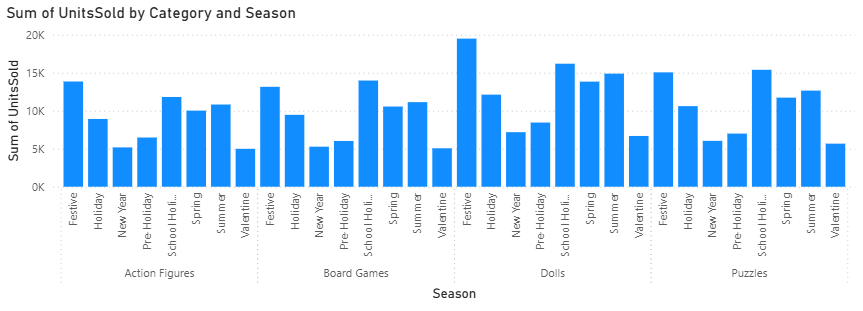 Sum of UnitsSold by Category and Season
Sum of UnitsSold
20K
15K
10K
5K
0K
Festive
Holiday
New Year
Pre-Holiday
School Holi...
Spring
Summer
Valentine
Festive
Holiday
New Year
Pre-Holiday
School Holi...
Spring
Summer
Valentine
Festive
Holiday
New Year
Pre-Holiday
School Holi...
Spring
Summer
Valentine
Festive
Holiday
New Year
Pre-Holiday
School Holi...
Spring
Summer
Valentine
Action Figures
Board Games
Dolls
Puzzles
Season